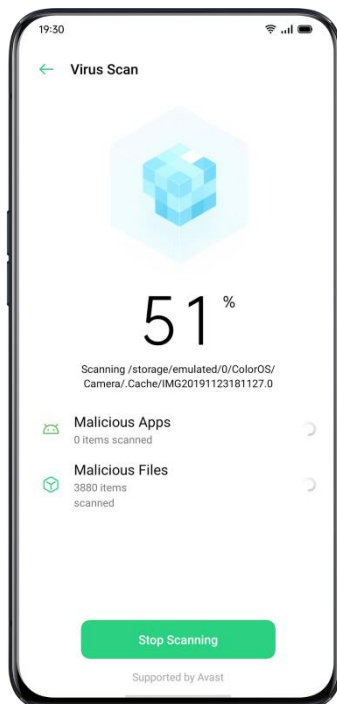 19:30
Virus Scan
51 %
Scanning /storage/emulated/0/ColorOS/
Camera/.Cache/IMG20191123181127.0
Malicious Apps
0 items scanned
Malicious Files
3880 items
scanned
Stop Scanning
Supported by Avast